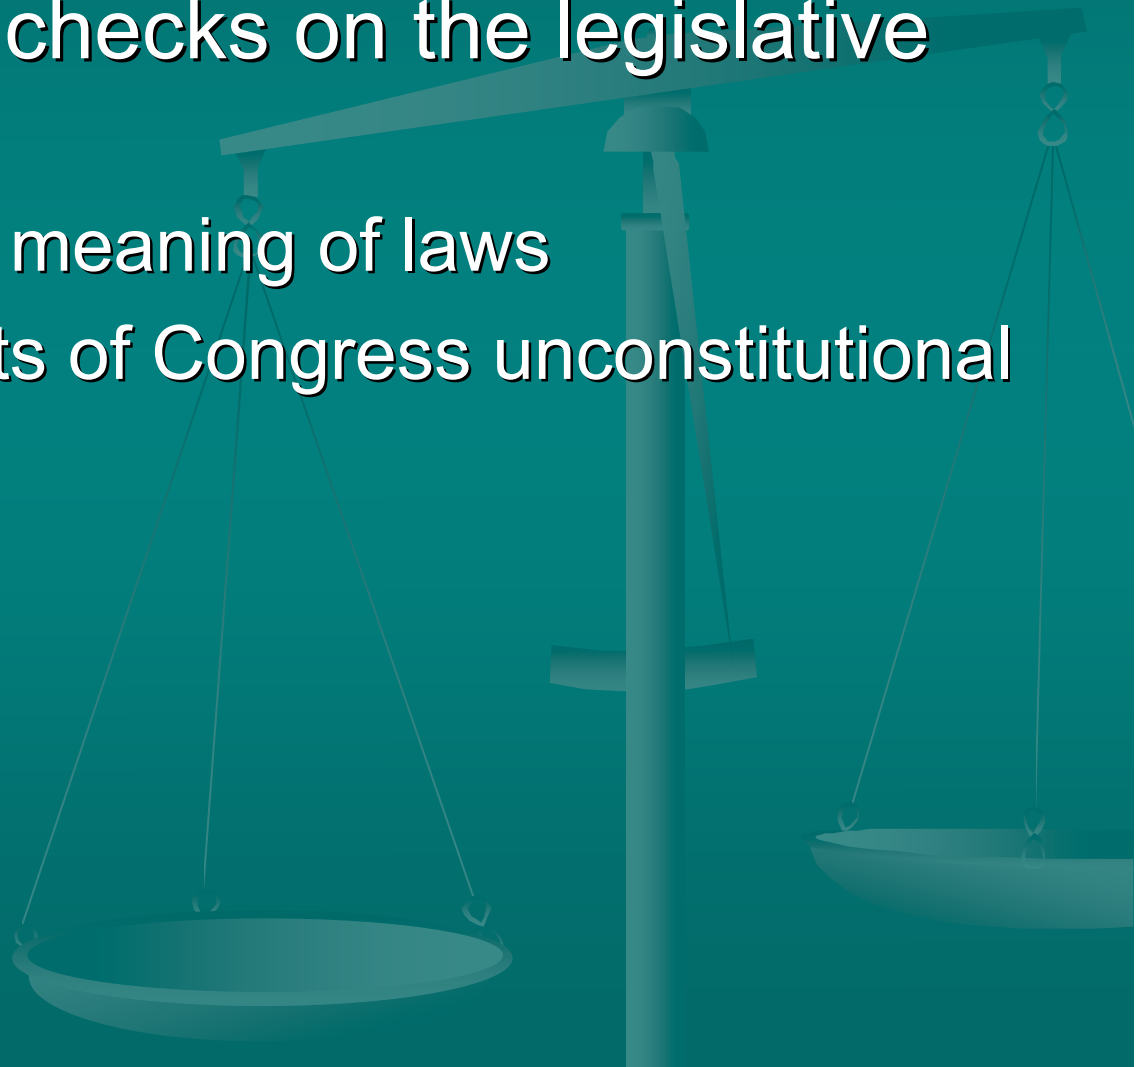 checks on the legislative
meaning of laws
ts of Congress unconstitutional